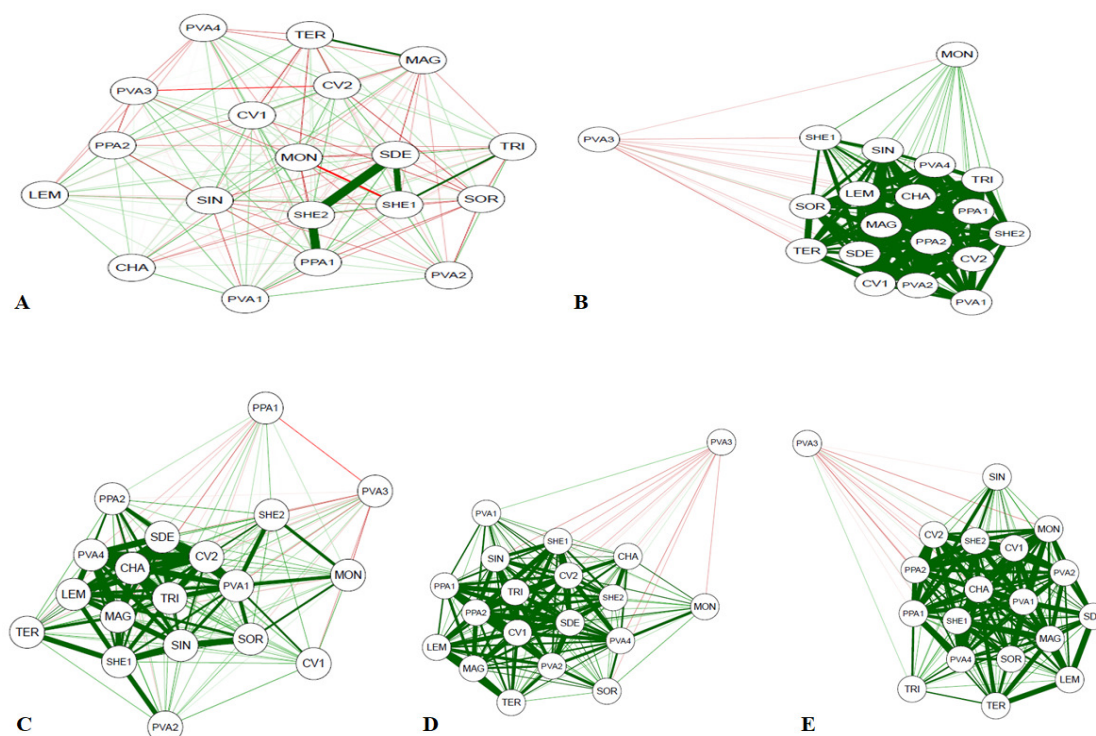 PVA4
TER
MAG
CV2
PVA3
CV1
PPA2
MON
SDE
TRI
LEM
SIN
SHE2
SHE1
SOR
CHA
PPA1
PVA2
PVA1
A
MON
PVA3
SHE1
SIN
PVA4
TRI
LEM
CHA
SOR
PPA1
MAG
SHE2
PPA2
TER
SDE
CV2
CV1
PVA2
PVA1
B
PPA1
PVA3
PPA2
SHE2
SDE
PVA4
CV2
CHA
MON
PVA1
LEM
TRI
MAG
TER
SOR
SIN
SHE1
CV1
PVA2
C
PVA3
PVA1
SHE1
SIN
CHA
CV2
PPA1
TRI
SHE2
MON
PPA2
SDE
CV1
PVA4
LEM
PVA2
MAG
SOR
TER
D
PVA3
SIN
MON
CV2
SHE2
CV1
PPA2
PVA2
CHA
PVA1
PPA1
SD
SHE1
MAG
PVA4
SOR
LEM
TRI
TER
E